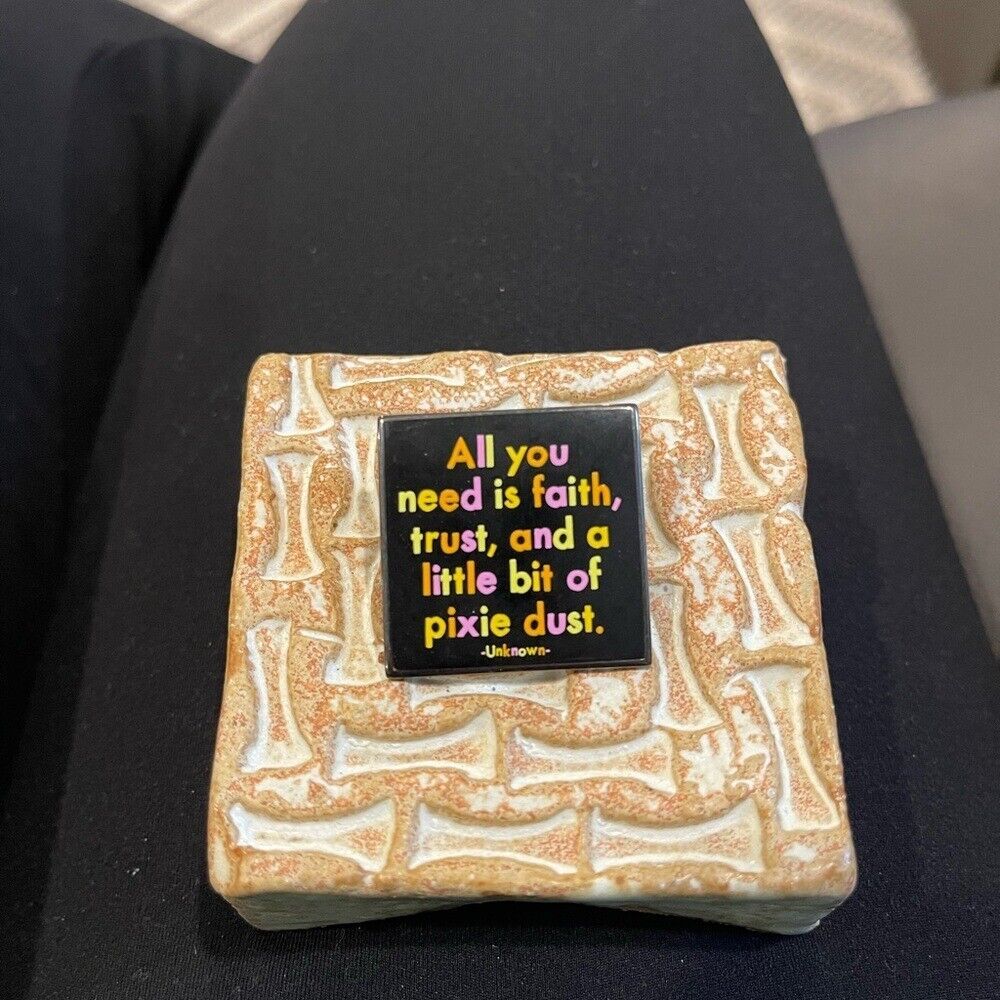 All you
need is faith,
trust, and a
little bit of
pixie dust.
-Unknown-